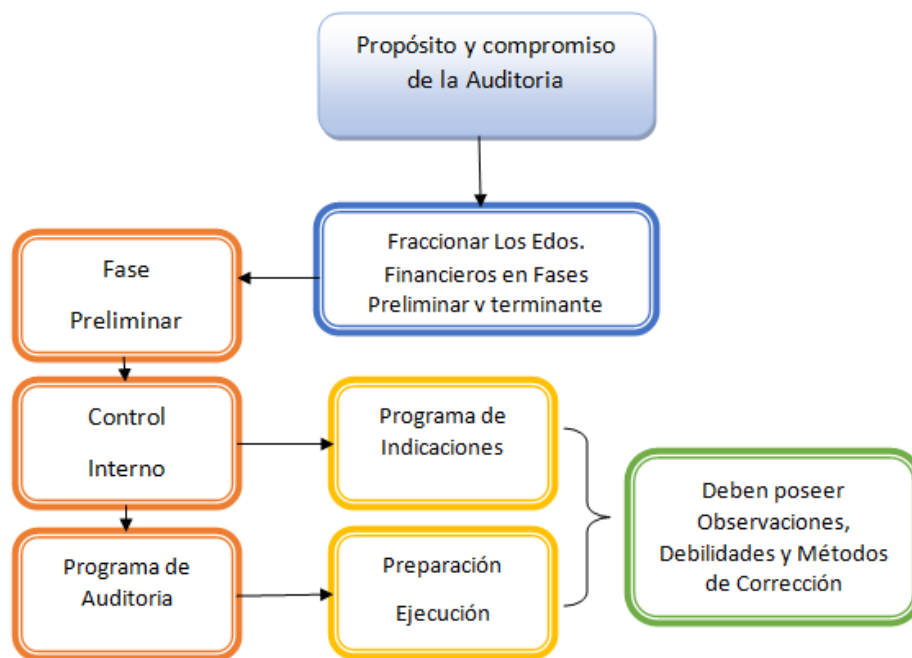 Propósito y compromiso
de la Auditoria
Fraccionar Los Edos.
Financieros en Fases
Preliminar y terminante
Fase
Preliminar
Control
Interno
Programa de
Indicaciones
Deben poseer
Observaciones,
Debilidades y Métodos
de Corrección
Programa de
Auditoria
Preparación
Ejecución